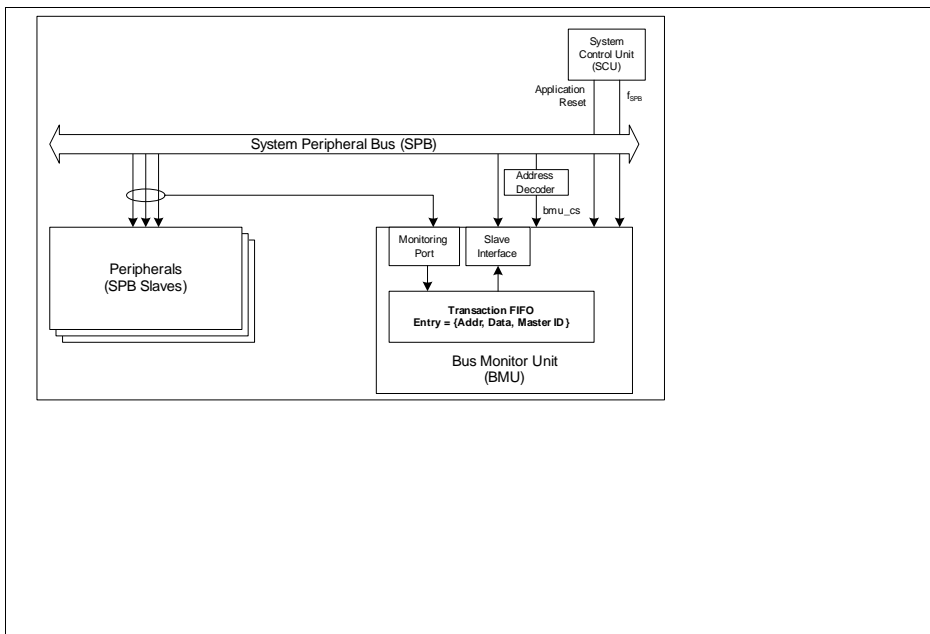 System
Control Unit
(SCU)
Application
Reset
fSPB
System Peripheral Bus (SPB)
Address
Decoder
bmu_cs
Monitoring
Port
Slave
Interface
Peripherals
(SPB Slaves)
Transaction FIFO
Entry = {Addr, Data, Master ID}
Bus Monitor Unit
(BMU)